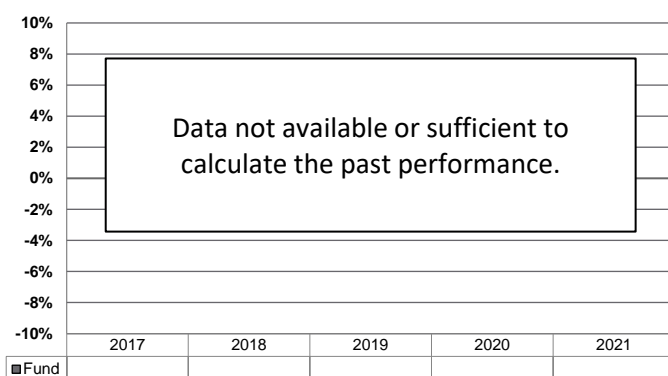 10%
8%
6%
4%
2%
0%
-2%
-4%
-6%
-8%
-10%
Data not available or sufficient to
calculate the past performance.
2017 2018 2019 2020 2021
Fund